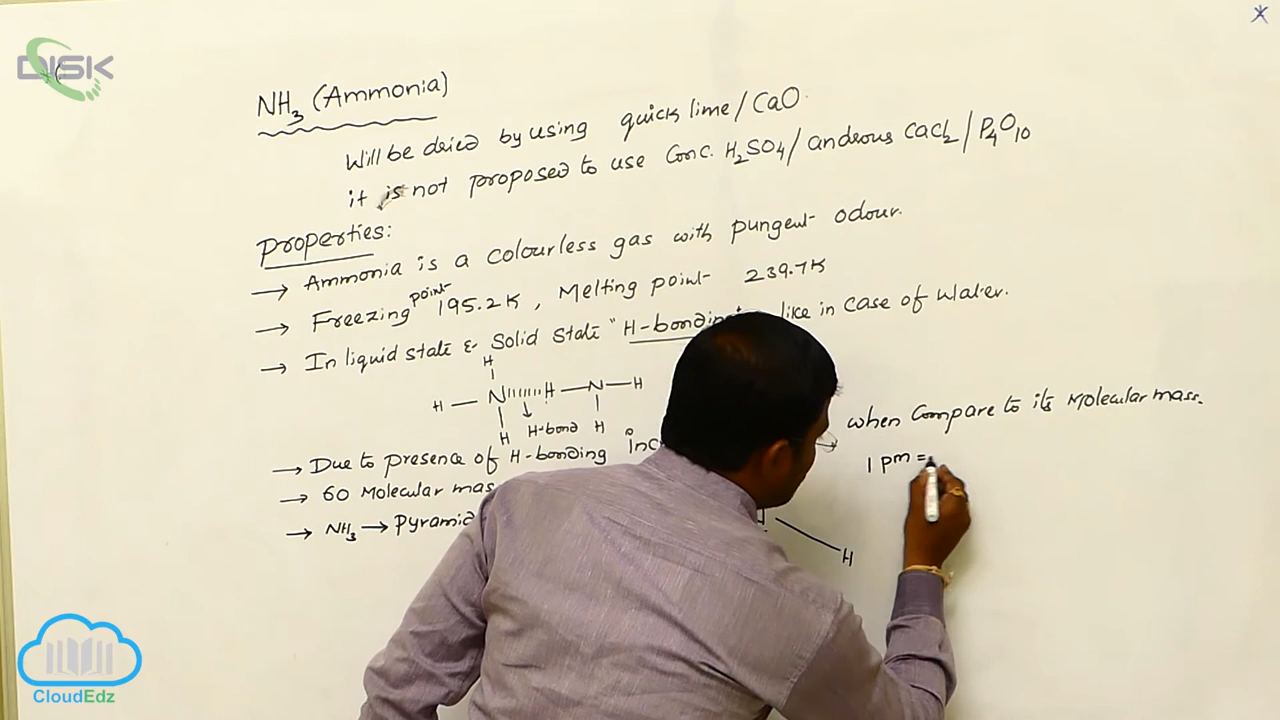 DISK
NH3 (Ammonia)
Will be dried by using quick lime / CaO
it is not proposed to use Conc. H2SO4 / androus CaCl2 / P4O10
Properties:
→ Ammonia is a colourless gas with pungent odour.
→ Freezing point 195.2K, Melting point 239.7K
→ In liquid state & Solid State "H-bonding" like in case of water.
H
H — N ıııııı H — N — H
H H-bond H
→ Due to presence of H-bonding
when Compare to its Molecular mass.
→ 60 Molecular mas
1 pm =
→ NH3 → Pyramid
H
CloudEdz